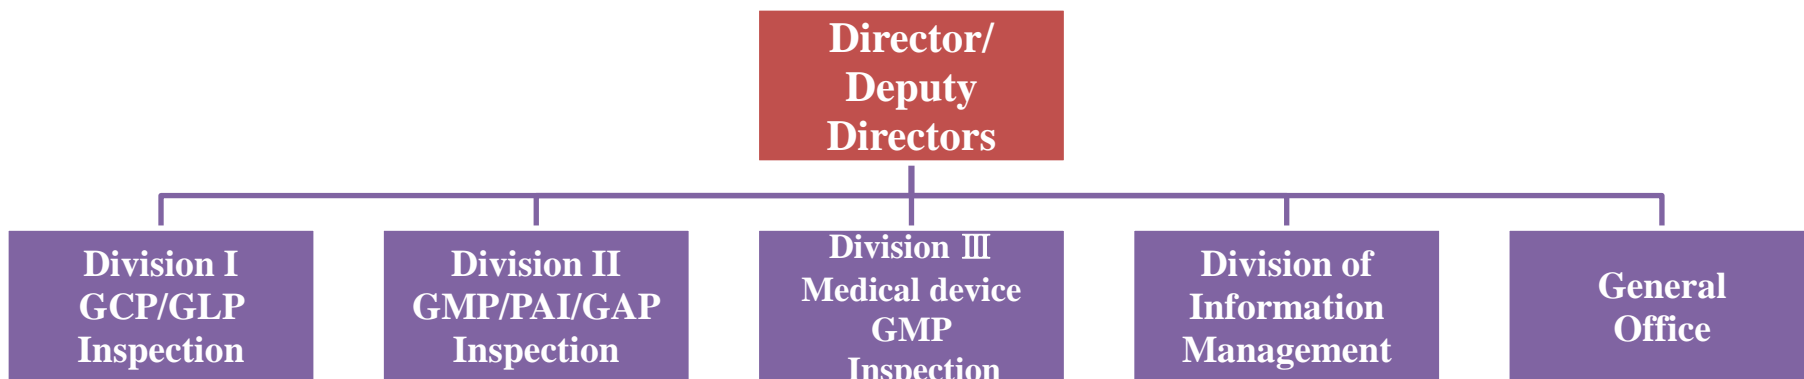 Director/
Deputy
Directors
Division I
GCP/GLP
Inspection
Division II
GMP/PAI/GAP
Inspection
Division Ⅲ
Medical device
GMP
Inspection
Division of
Information
Management
General
Office